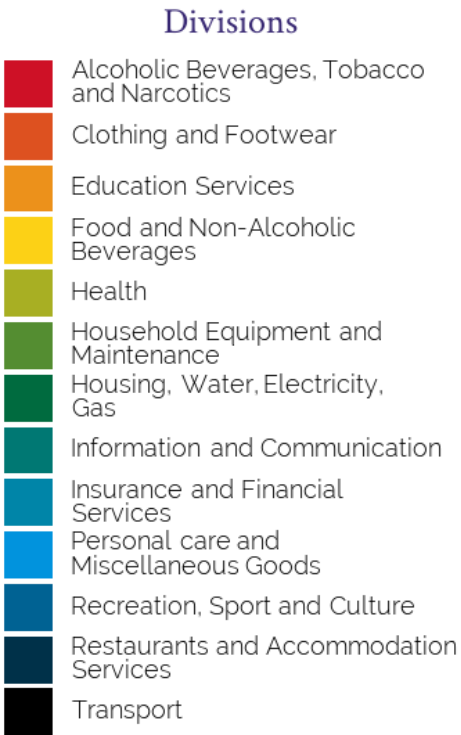 Divisions
Alcoholic Beverages, Tobacco
and Narcotics
Clothing and Footwear
Education Services
Food and Non-Alcoholic
Beverages
Health
Household Equipment and
Maintenance
Housing, Water, Electricity,
Gas
Information and Communication
Insurance and Financial
Services
Personal care and
Miscellaneous Goods
Recreation, Sport and Culture
Restaurants and Accommodation
Services
Transport